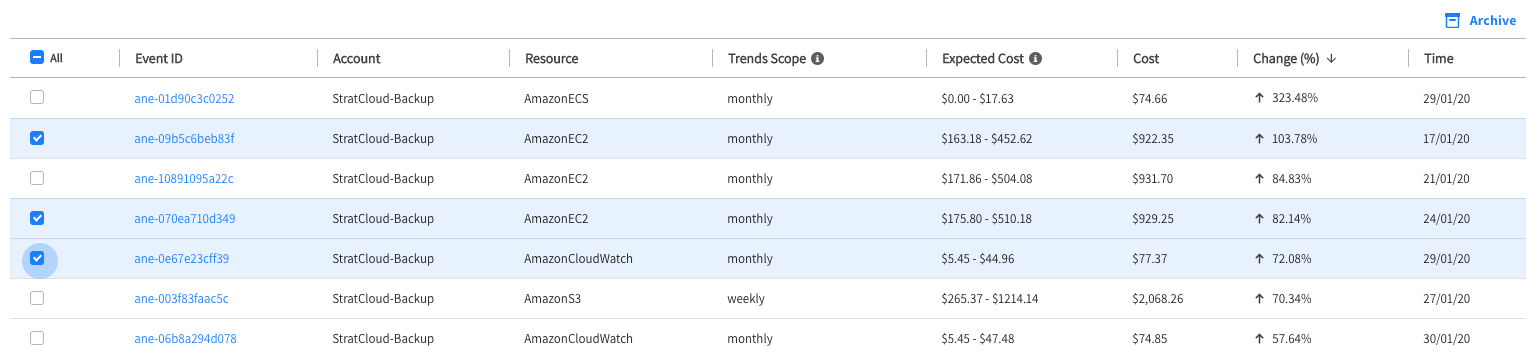 Archive
All Event ID Account Resource Trends Scope Expected Cost Cost Change (%) Time
ane-01d90c3c0252 StratCloud-Backup AmazonECS monthly $0.00 - $17.63 $74.66 323.48% 29/01/20
ane-09b5c6beb83f StratCloud-Backup AmazonEC2 monthly $163.18 - $452.62 $922.35 103.78% 17/01/20
ane-10891095a22c StratCloud-Backup AmazonEC2 monthly $171.86 - $504.08 $931.70 84.83% 21/01/20
ane-070ea710d349 StratCloud-Backup AmazonEC2 monthly $175.80 - $510.18 $929.25 82.14% 24/01/20
ane-0e67e23cff39 StratCloud-Backup AmazonCloudWatch monthly $5.45 - $44.96 $77.37 72.08% 29/01/20
ane-003f83faac5c StratCloud-Backup AmazonS3 weekly $265.37 - $1214.14 $2,068.26 70.34% 27/01/20
ane-06b8a294d078 StratCloud-Backup AmazonCloudWatch monthly $5.45 - $47.48 $74.85 57.64% 30/01/20